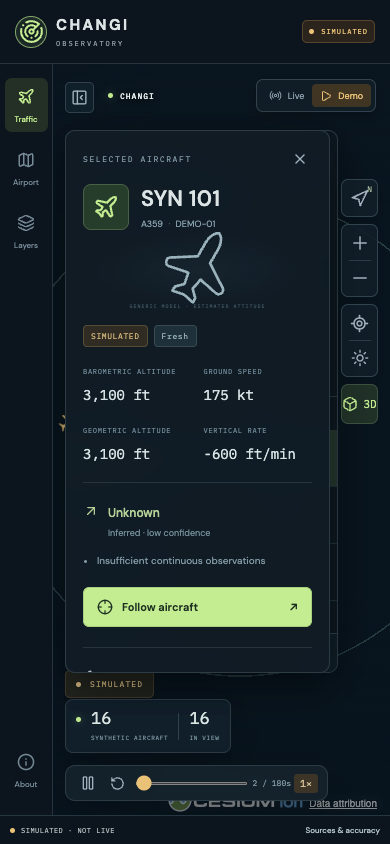 CHANGI
OBSERVATORY
SIMULATED
Traffic
Airport
Layers
About
CHANGI
Live
Demo
SELECTED AIRCRAFT
SYN 101
A359 · DEMO-01
GENERIC MODEL · ESTIMATED ATTITUDE
SIMULATED
Fresh
BAROMETRIC ALTITUDE
GROUND SPEED
3,100 ft
175 kt
GEOMETRIC ALTITUDE
VERTICAL RATE
3,100 ft
-600 ft/min
Unknown
Inferred · low confidence
• Insufficient continuous observations
Follow aircraft
N
3D
SIMULATED
16
16
SYNTHETIC AIRCRAFT
IN VIEW
2 / 180s
1×
CESIUM ion
Data attribution
SIMULATED · NOT LIVE
Sources & accuracy